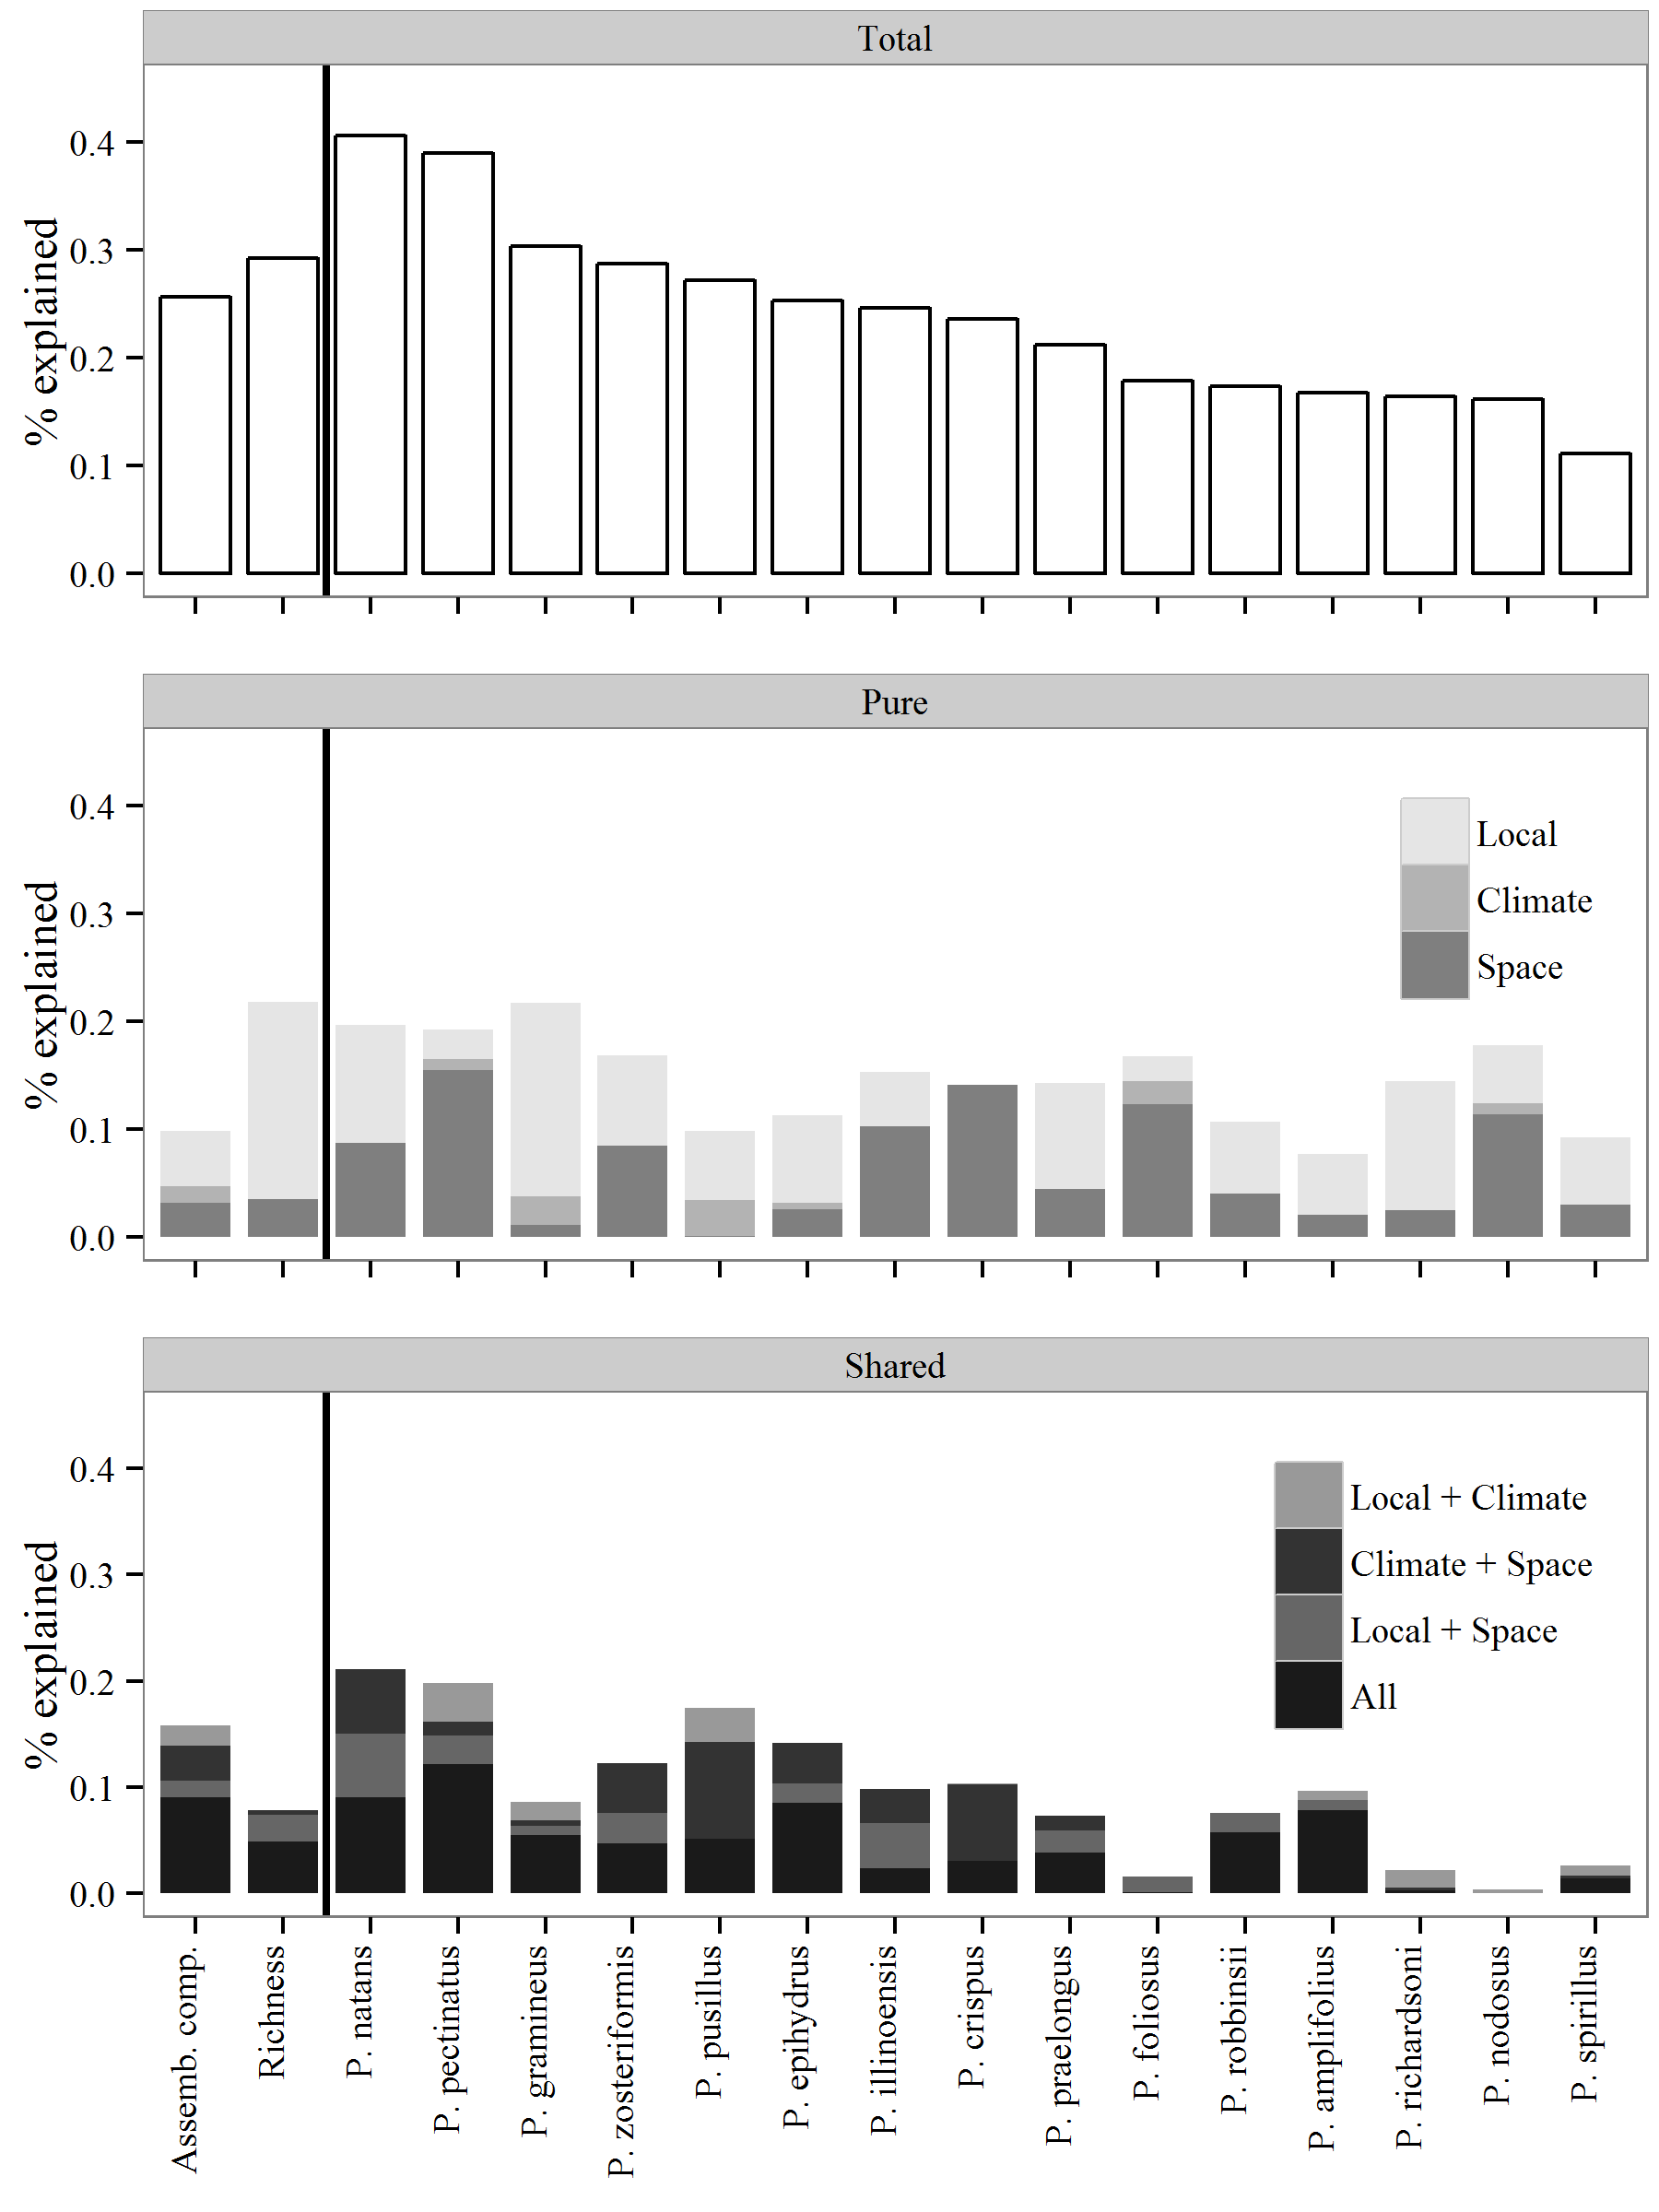 Total
% explained
0.4
0.3
0.2
0.1
0.0
Pure
% explained
0.4
0.3
0.2
0.1
0.0
Local
Climate
Space
Shared
% explained
0.4
0.3
0.2
0.1
0.0
Local + Climate
Climate + Space
Local + Space
All
Assemb. comp.
Richness
P. natans
P. pectinatus
P. gramineus
P. zosteriformis
P. pusillus
P. epihydrus
P. illinoensis
P. crispus
P. praelongus
P. foliosus
P. robbinsii
P. amplifolius
P. richardsoni
P. nodosus
P. spirillus